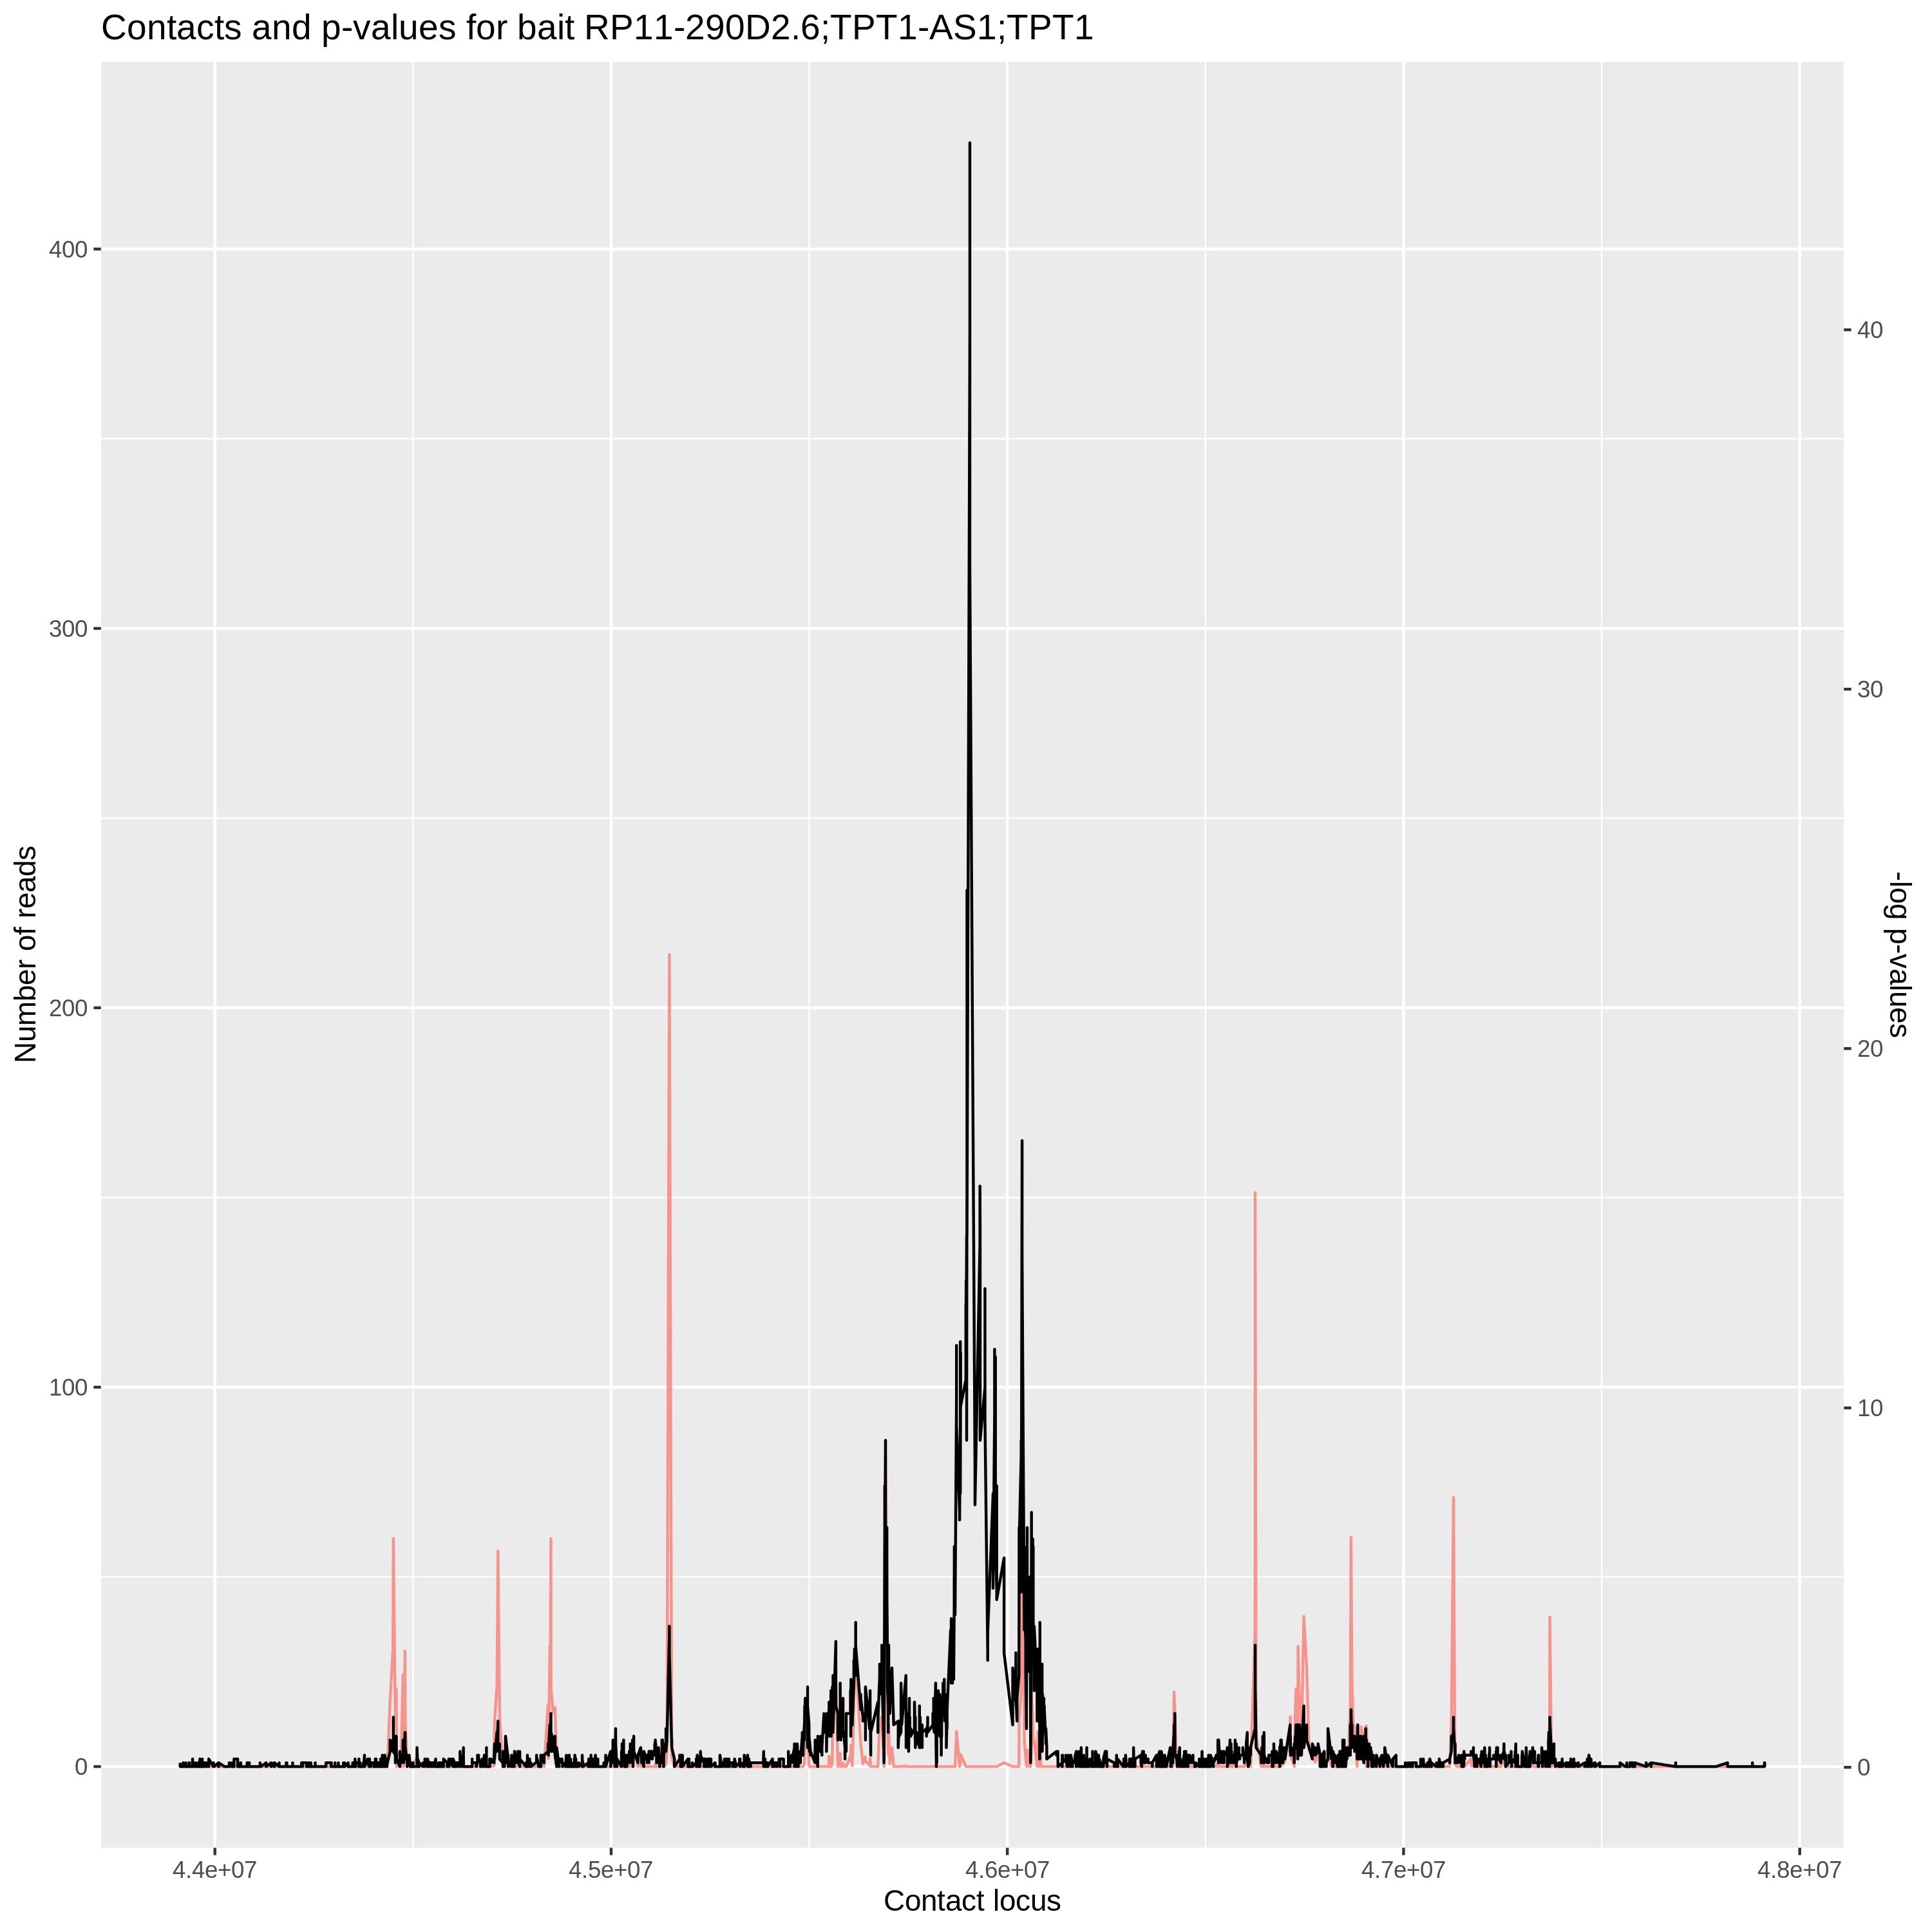 Contacts and p-values for bait RP11-290D2.6;TPT1-AS1;TPT1
Number of reads
400
300
200
100
0
40
30
20
10
0
-log p-values
4.4e+07
4.5e+07
4.6e+07
4.7e+07
4.8e+07
Contact locus